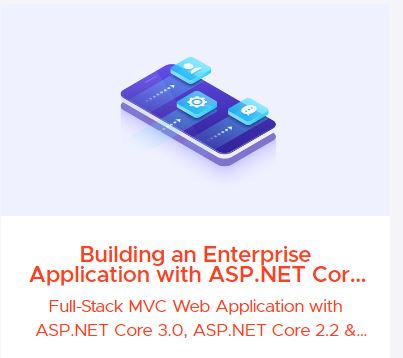 Building an Enterprise
Application with ASP.NET Cor...
Full-Stack MVC Web Application with
ASP.NET Core 3.0, ASP.NET Core 2.2 &...